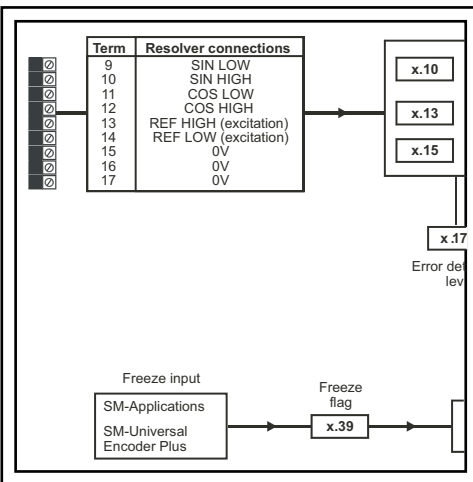 Term Resolver connections
9 SIN LOW
10 SIN HIGH
11 COS LOW
12 COS HIGH
13 REF HIGH (excitation)
14 REF LOW (excitation)
15 0V
16 0V
17 0V
x.10
x.13
x.15
x.17
Error det
lev
Freeze input
SM-Applications
SM-Universal
Encoder Plus
Freeze
flag
x.39